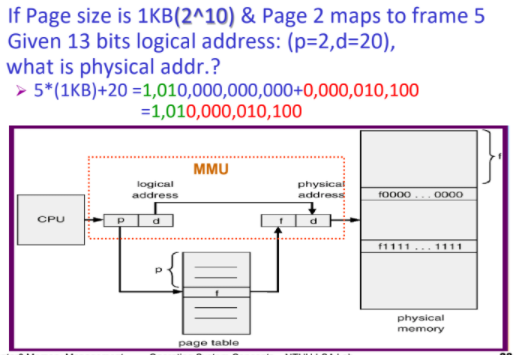 If Page size is 1KB(2^10) & Page 2 maps to frame 5
Given 13 bits logical address: (p=2,d=20),
what is physical addr.?
➢ 5*(1KB)+20 =1,010,000,000,000+0,000,010,100
=1,010,000,010,100
MMU
logical
address
physical
address
CPU
p
d
f
d
f
f0000 ... 0000
f1111 ... 1111
p
f
page table
physical
memory